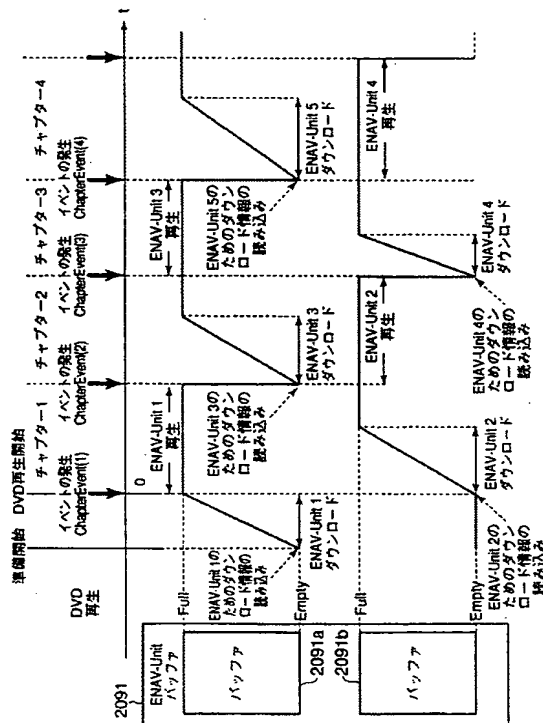 準備開始
DVD再生開始
チャプター1
チャプター2
チャプター3
チャプター4
DVD
再生
イベントの発生
ChapterEvent(1)
イベントの発生
ChapterEvent(2)
イベントの発生
ChapterEvent(3)
イベントの発生
ChapterEvent(4)
0
t
2091
ENAV-Unit
バッファ
バッファ
2091a
Full
Empty
ENAV-Unit 1の
ためのダウン
ロード情報の
読み込み
ENAV-Unit 1
ダウンロード
ENAV-Unit 1
再生
ENAV-Unit 3の
ためのダウン
ロード情報の
読み込み
ENAV-Unit 3
ダウンロード
ENAV-Unit 3
再生
ENAV-Unit 5の
ためのダウン
ロード情報の
読み込み
ENAV-Unit 5
ダウンロード
バッファ
2091b
Full
Empty
ENAV-Unit 2の
ためのダウン
ロード情報の
読み込み
ENAV-Unit 2
ダウンロード
ENAV-Unit 2
再生
ENAV-Unit 4の
ためのダウン
ロード情報の
読み込み
ENAV-Unit 4
ダウンロード
ENAV-Unit 4
再生